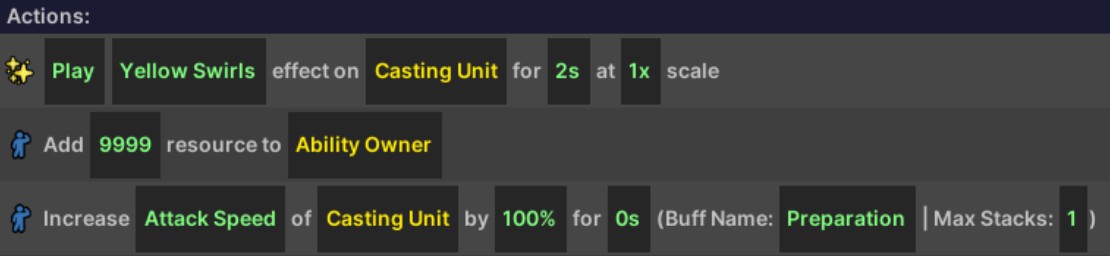 Actions:
Play Yellow Swirls effect on Casting Unit for 2s at 1x scale
Add 9999 resource to Ability Owner
Increase Attack Speed of Casting Unit by 100% for 0s (Buff Name: Preparation | Max Stacks: 1 )